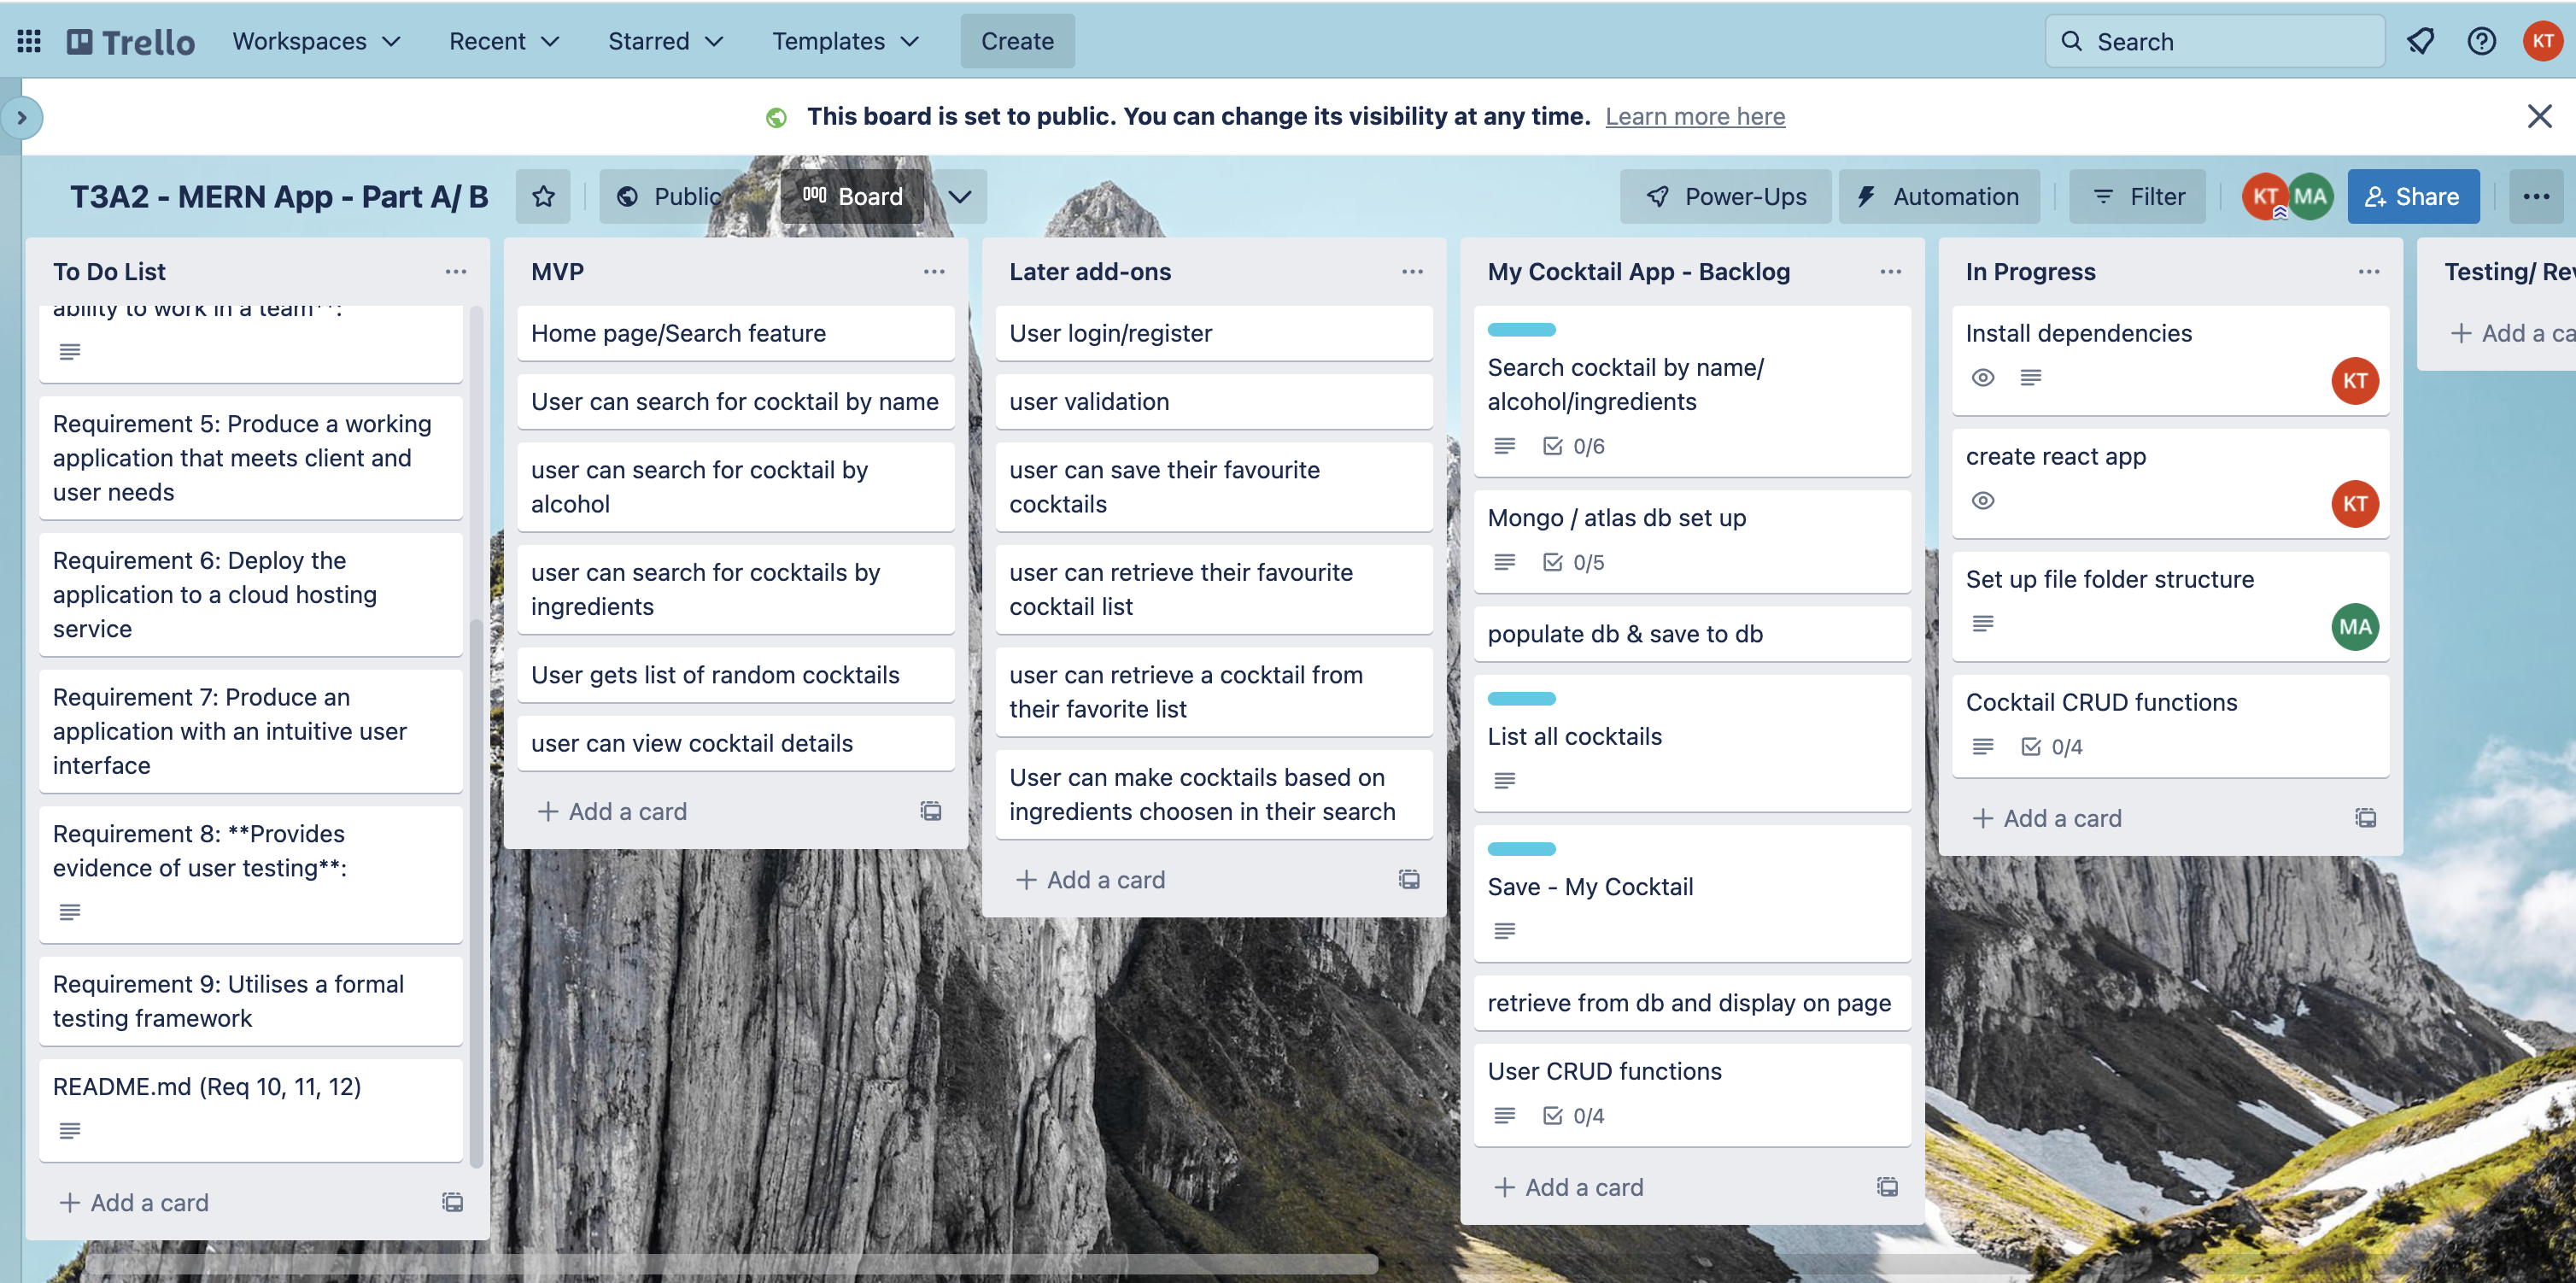 Trello
Workspaces
Recent
Starred
Templates
Create
Search
KT
This board is set to public. You can change its visibility at any time. Learn more here
T3A2 - MERN App - Part A/ B
Public
Board
Power-Ups
Automation
Filter
KT
MA
Share
To Do List
ability to work in a team**:
Requirement 5: Produce a working
application that meets client and
user needs
Requirement 6: Deploy the
application to a cloud hosting
service
Requirement 7: Produce an
application with an intuitive user
interface
Requirement 8: **Provides
evidence of user testing**:
Requirement 9: Utilises a formal
testing framework
README.md (Req 10, 11, 12)
+ Add a card
MVP
Home page/Search feature
User can search for cocktail by name
user can search for cocktail by
alcohol
user can search for cocktails by
ingredients
User gets list of random cocktails
user can view cocktail details
+ Add a card
Later add-ons
User login/register
user validation
user can save their favourite
cocktails
user can retrieve their favourite
cocktail list
user can retrieve a cocktail from
their favorite list
User can make cocktails based on
ingredients choosen in their search
+ Add a card
My Cocktail App - Backlog
Search cocktail by name/
alcohol/ingredients
0/6
Mongo / atlas db set up
0/5
populate db & save to db
List all cocktails
Save - My Cocktail
retrieve from db and display on page
User CRUD functions
0/4
+ Add a card
In Progress
Install dependencies
KT
create react app
KT
Set up file folder structure
MA
Cocktail CRUD functions
0/4
+ Add a card
Testing/ Rev
+ Add a ca